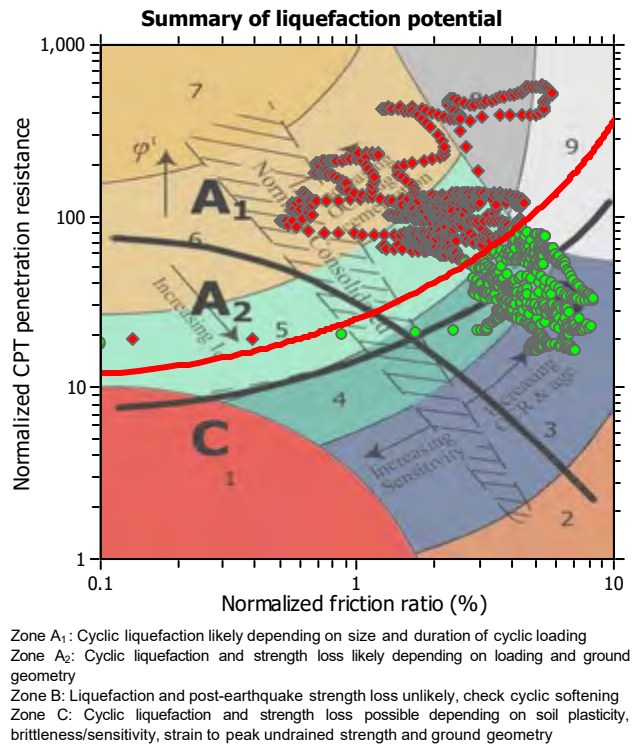 Summary of liquefaction potential
1,000
7
8
9
φ'
A1
Normally Consolidated
cementation
6
100
A2
Increasing
5
10
4
Increasing
OCR & age
3
C
Increasing
Sensitivity
1
2
1
0.1
1
10
Normalized CPT penetration resistance
Normalized friction ratio (%)
Zone A1: Cyclic liquefaction likely depending on size and duration of cyclic loading
Zone A2: Cyclic liquefaction and strength loss likely depending on loading and ground
geometry
Zone B: Liquefaction and post-earthquake strength loss unlikely, check cyclic softening
Zone C: Cyclic liquefaction and strength loss possible depending on soil plasticity,
brittleness/sensitivity, strain to peak undrained strength and ground geometry